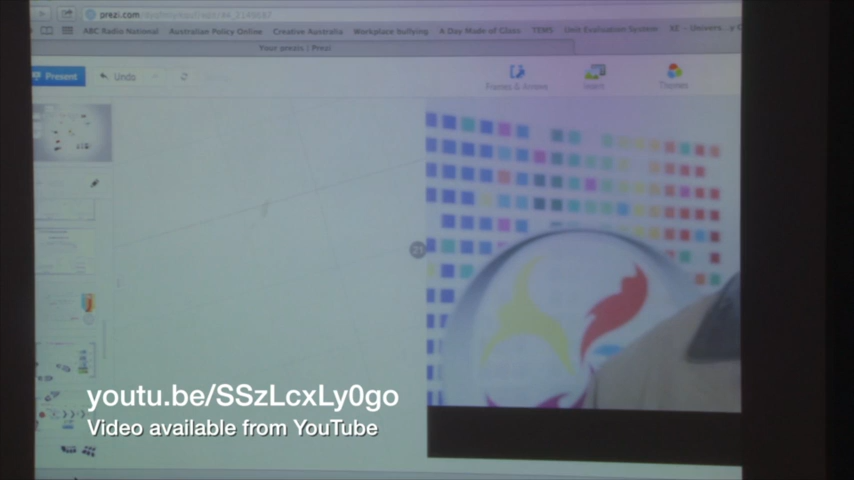 prezi.com
ABC Radio National Australian Policy Online Creative Australia Workplace bullying A Day Made of Glass TEMS Unit Evaluation System
Your prezis | Prezi
Present Undo
Frames & Arrows Insert Themes
21
youtu.be/SSzLcxLy0go
Video available from YouTube